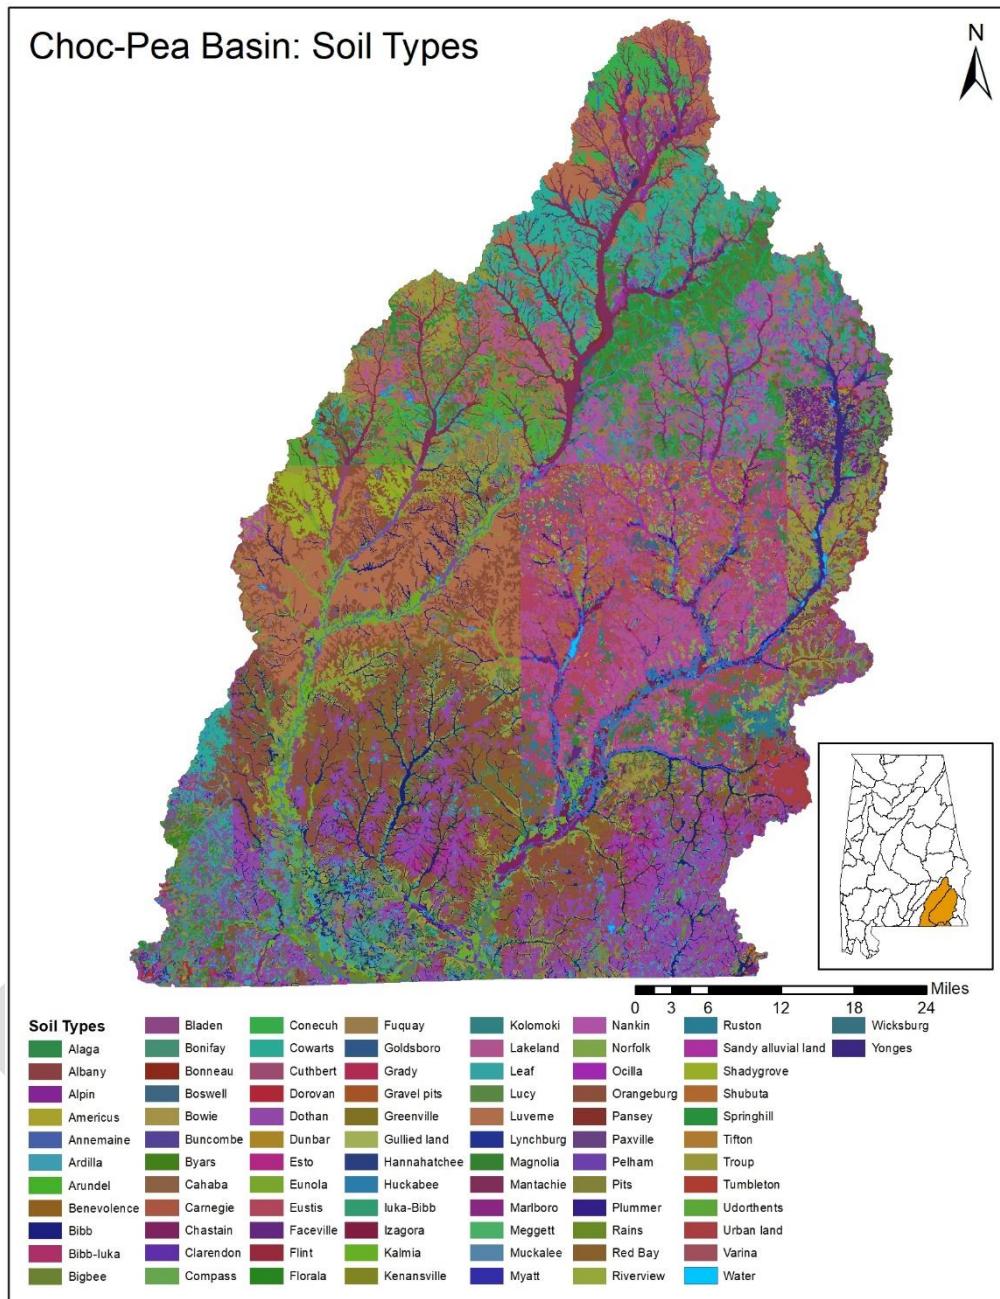 Choc-Pea Basin: Soil Types
N
Miles
0 3 6 12 18 24
Soil Types
Alaga
Albany
Alpin
Americus
Annemaine
Ardilla
Arundel
Benevolence
Bibb
Bibb-Iuka
Bigbee
Bladen
Bonifay
Bonneau
Boswell
Bowie
Buncombe
Byars
Cahaba
Carnegie
Chastain
Clarendon
Compass
Conecuh
Cowarts
Cuthbert
Dorovan
Dothan
Dunbar
Esto
Eunola
Eustis
Faceville
Flint
Florala
Fuquay
Goldsboro
Grady
Gravel pits
Greenville
Gullied land
Hannahatchee
Huckabee
Iuka-Bibb
Izagora
Kalmia
Kenansville
Kolomoki
Lakeland
Leaf
Lucy
Luverne
Lynchburg
Magnolia
Mantachie
Marlboro
Meggett
Muckalee
Myatt
Nankin
Norfolk
Ocilla
Orangeburg
Pansey
Paxville
Pelham
Pits
Plummer
Rains
Red Bay
Riverview
Ruston
Sandy alluvial land
Shadygrove
Shubuta
Springhill
Tifton
Troup
Tumbleton
Udorthents
Urban land
Varina
Water
Wicksburg
Yonges